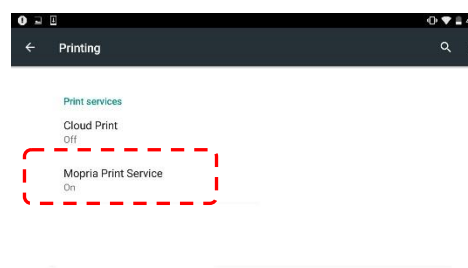 Printing
Print services
Cloud Print
Off
Mopria Print Service
On